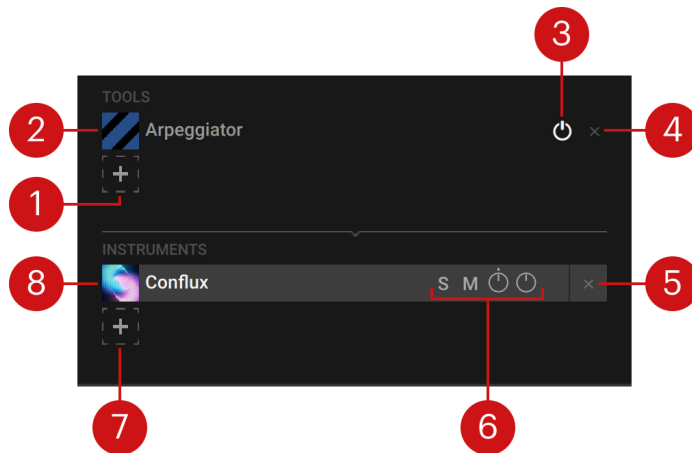 3
TOOLS
2 Arpeggiator × 4
+
1
INSTRUMENTS
8 Conflux S M × 5
+
7 6